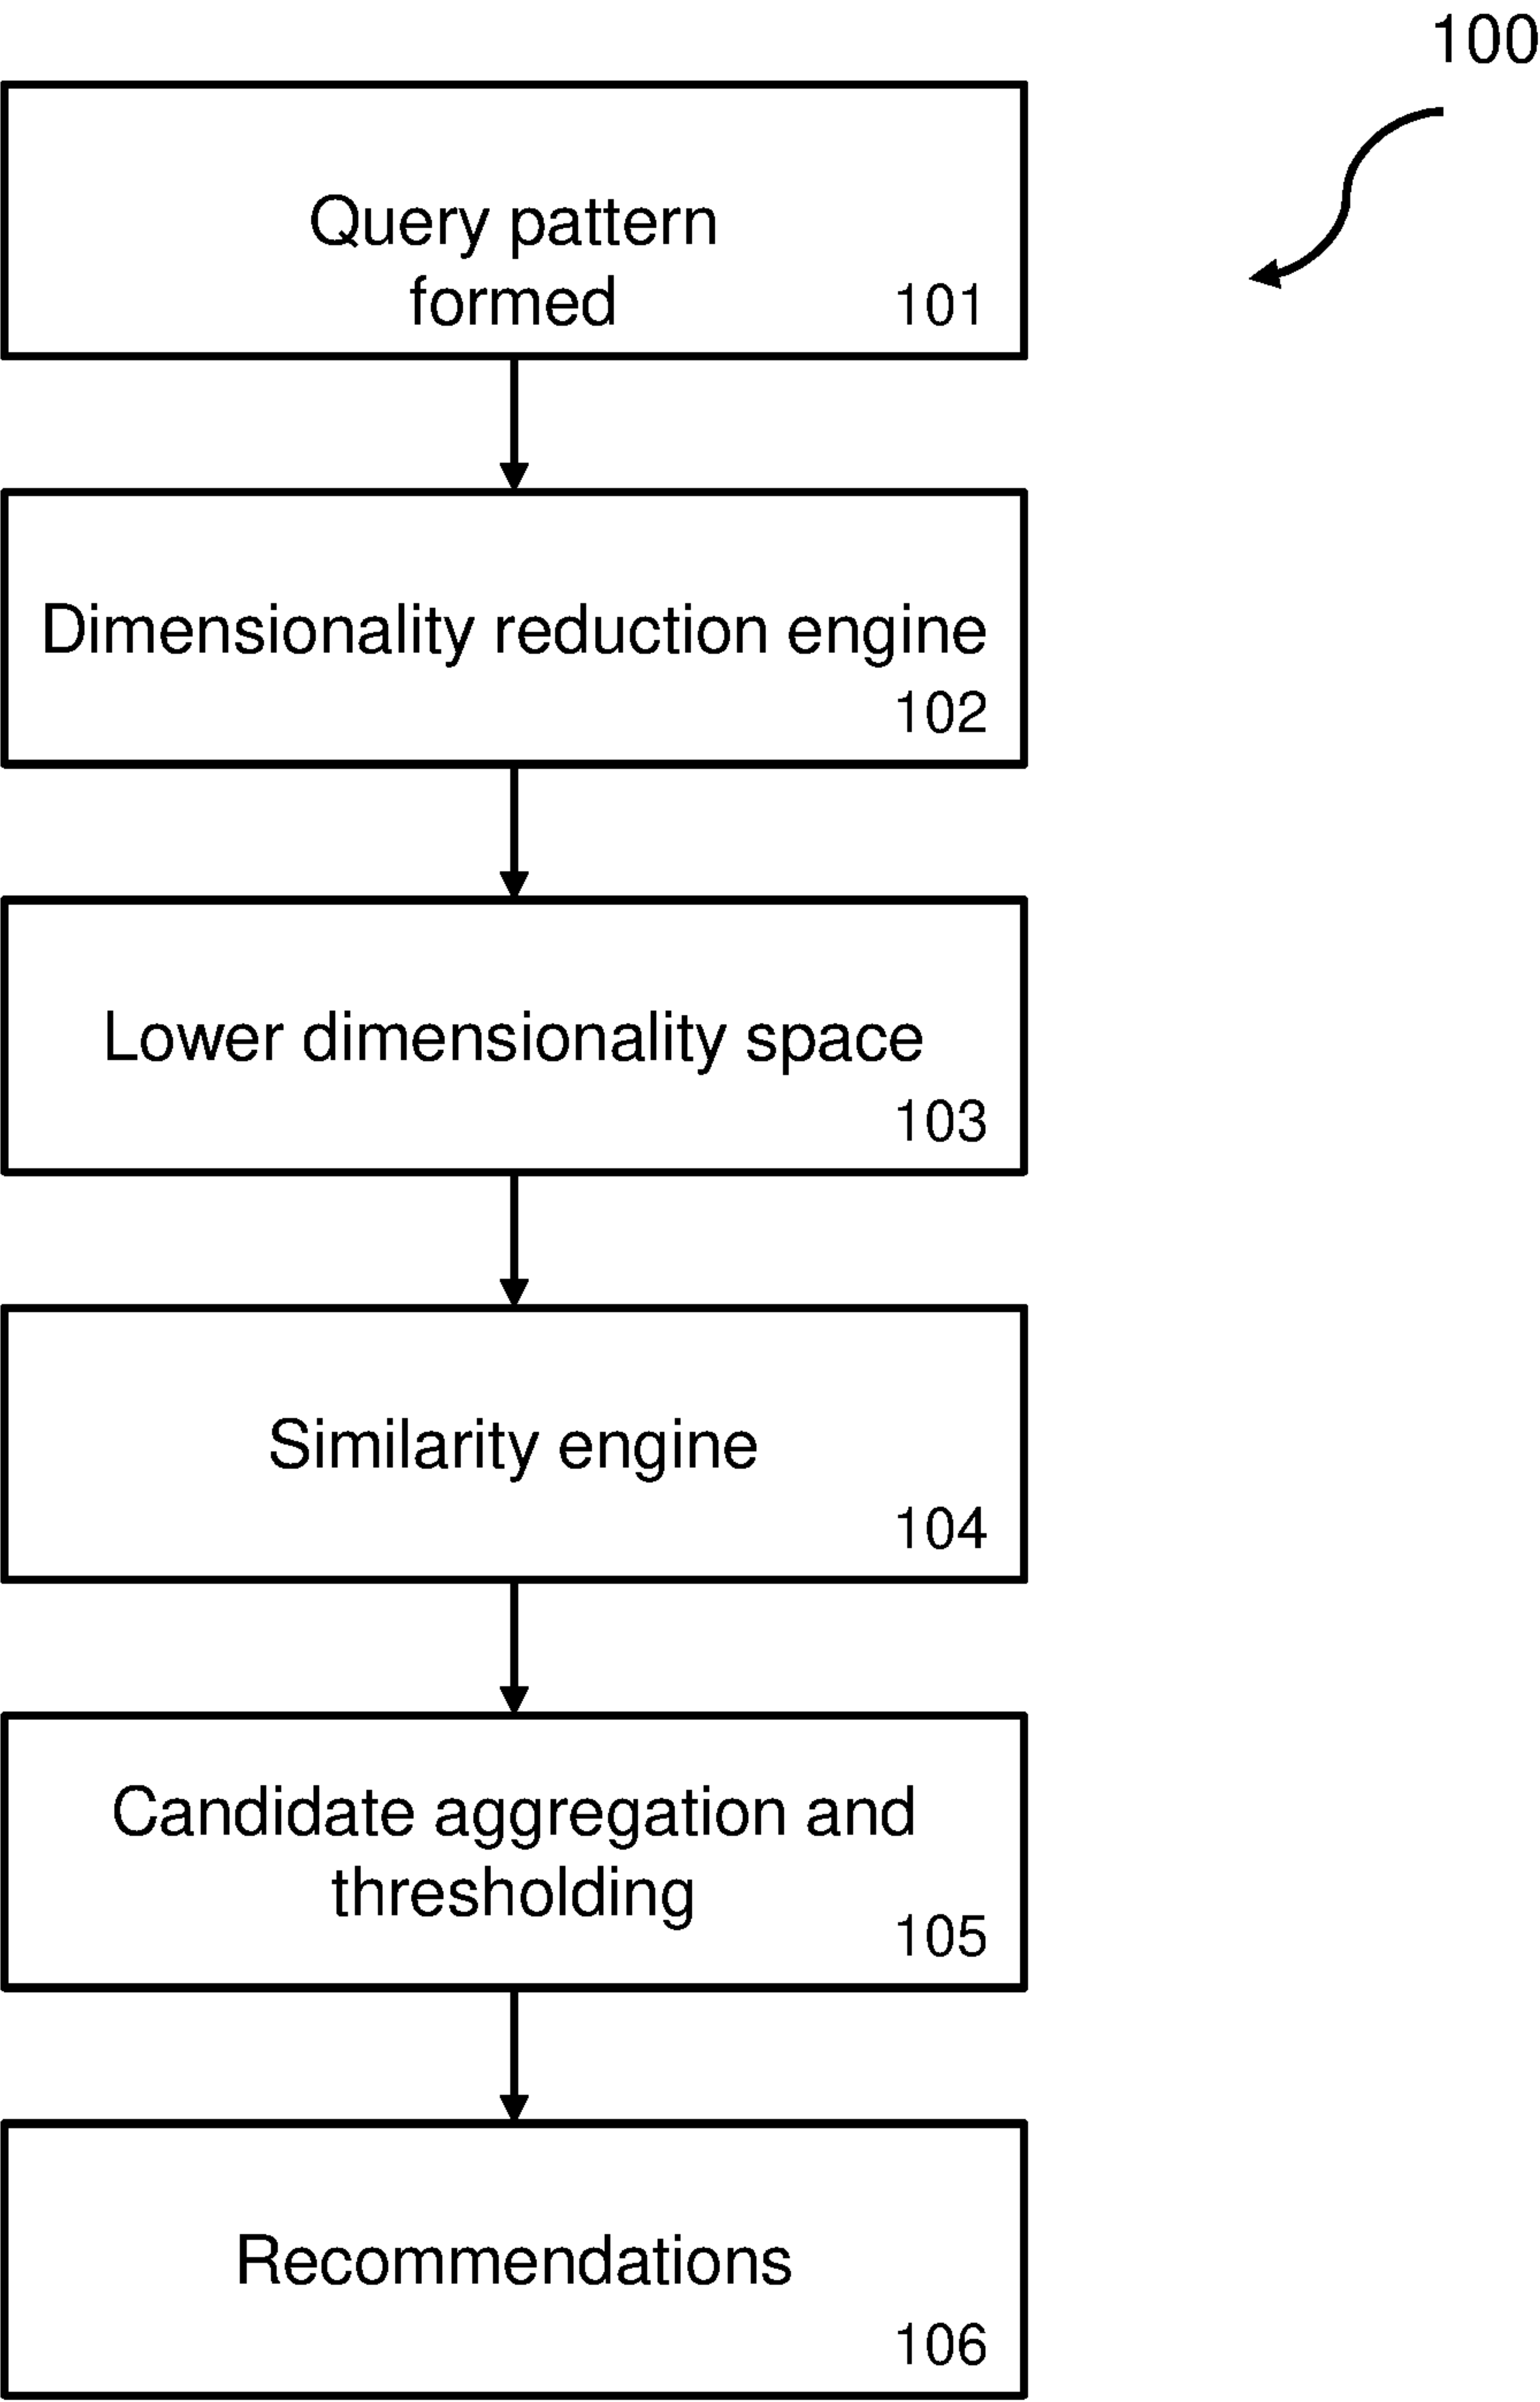 100
Query pattern
formed
101
Dimensionality reduction engine
102
Lower dimensionality space
103
Similarity engine
104
Candidate aggregation and
thresholding
105
Recommendations
106